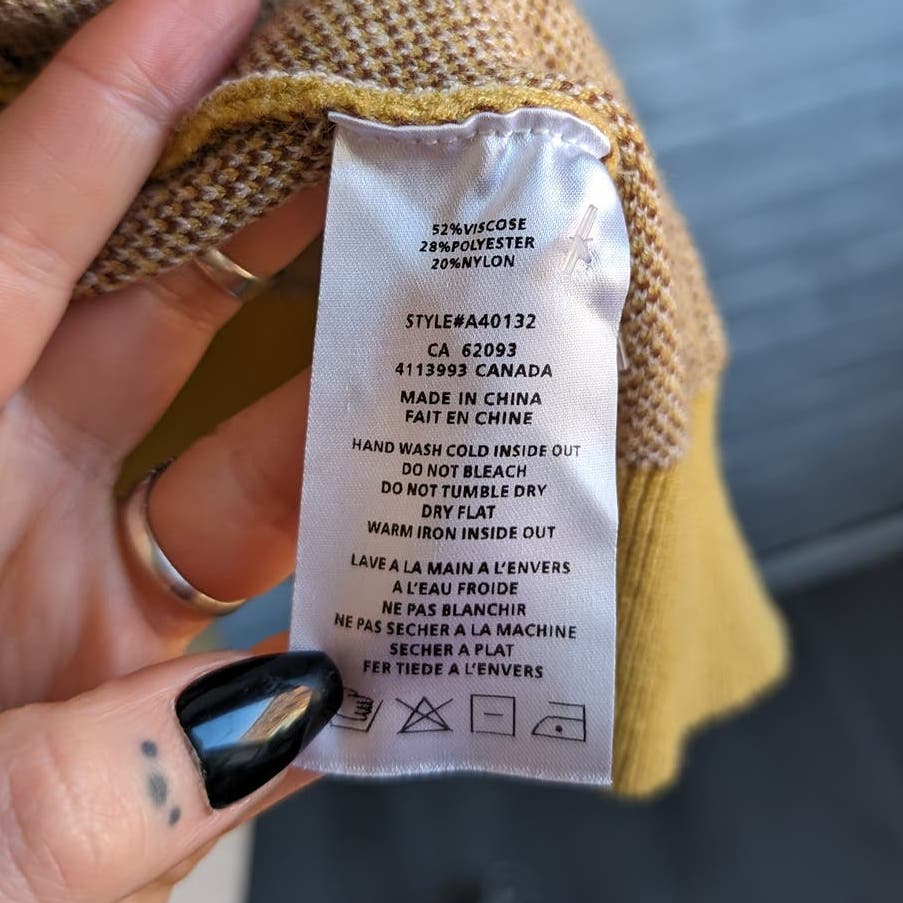 52%VISCOSE
28%POLYESTER
20%NYLON
STYLE#A40132
CA 62093
4113993 CANADA
MADE IN CHINA
FAIT EN CHINE
HAND WASH COLD INSIDE OUT
DO NOT BLEACH
DO NOT TUMBLE DRY
DRY FLAT
WARM IRON INSIDE OUT
LAVE A LA MAIN A L'ENVERS
A L'EAU FROIDE
NE PAS BLANCHIR
NE PAS SECHER A LA MACHINE
SECHER A PLAT
FER TIEDE A L'ENVERS